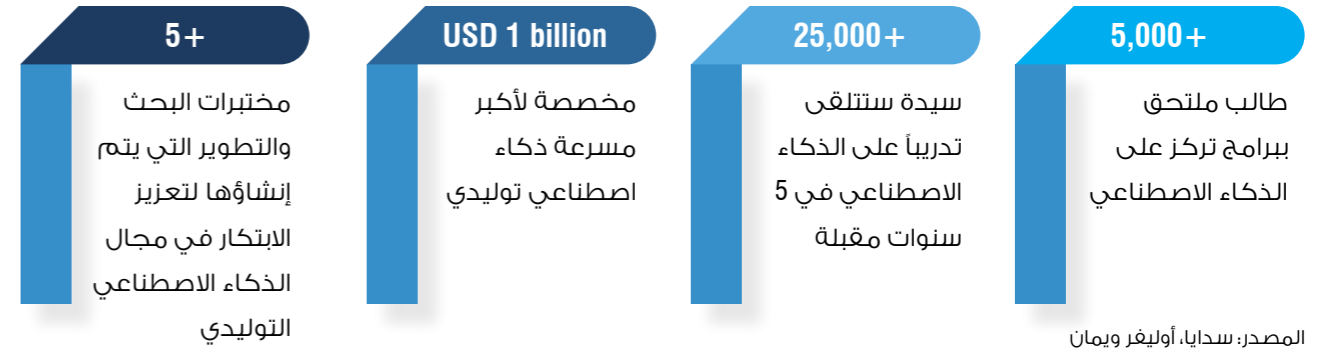 5,000+
طالب ملتحق
ببرامج تركز على
الذكاء الاصطناعي
25,000+
سيدة ستتلقى
تدريباً على الذكاء
الاصطناعي في 5
سنوات مقبلة
USD 1 billion
مخصصة لأكبر
مسرعة ذكاء
اصطناعي توليدي
5+
مختبرات البحث
والتطوير التي يتم
إنشاؤها لتعزيز
الابتكار في مجال
الذكاء الاصطناعي
التوليدي
المصدر: سدايا، أوليفر ويمان